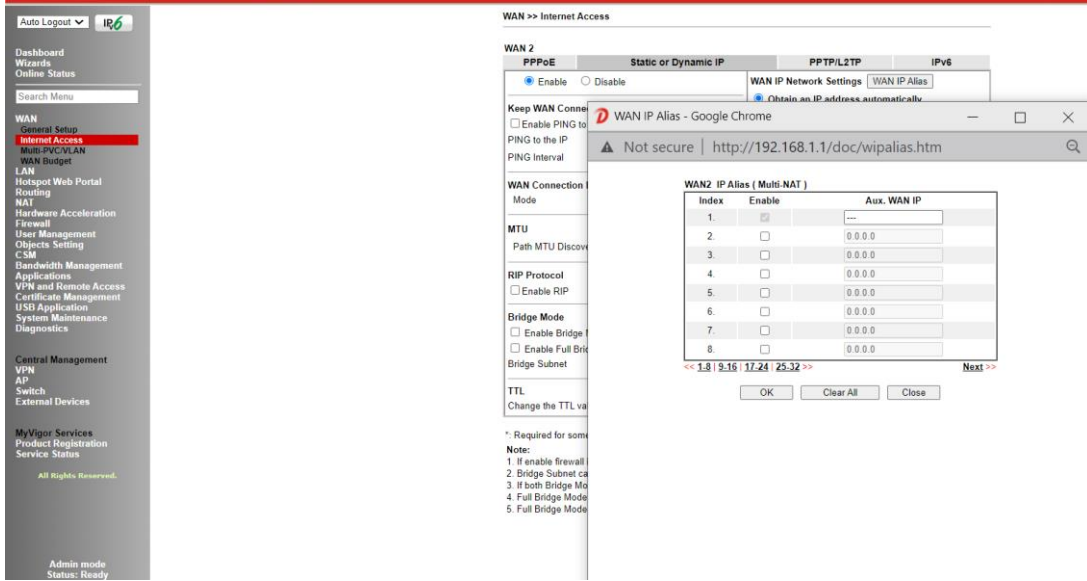 Auto Logout
IPv6
Dashboard
Wizards
Online Status
Search Menu
WAN
General Setup
Internet Access
Multi-PVC/VLAN
WAN Budget
LAN
Hotspot Web Portal
Routing
NAT
Hardware Acceleration
Firewall
User Management
Objects Setting
CSM
Bandwidth Management
Applications
VPN and Remote Access
Certificate Management
USB Application
System Maintenance
Diagnostics
Central Management
VPN
AP
Switch
External Devices
MyVigor Services
Product Registration
Service Status
All Rights Reserved.
Admin mode
Status: Ready
WAN >> Internet Access
WAN 2
PPPoE Static or Dynamic IP PPTP/L2TP IPv6
Enable Disable
WAN IP Network Settings WAN IP Alias
Obtain an IP address automatically
Keep WAN Conne
Enable PING to
PING to the IP
PING Interval
WAN Connection
Mode
MTU
Path MTU Discove
RIP Protocol
Enable RIP
Bridge Mode
Enable Bridge
Enable Full Brid
Bridge Subnet
TTL
Change the TTL va
*: Required for some
Note:
1. If enable firewall
2. Bridge Subnet ca
3. If both Bridge Mo
4. Full Bridge Mode
5. Full Bridge Mode
WAN IP Alias - Google Chrome
Not secure | http://192.168.1.1/doc/wipalias.htm
WAN2 IP Alias ( Multi-NAT )
Index Enable Aux. WAN IP
1. ---
2. 0.0.0.0
3. 0.0.0.0
4. 0.0.0.0
5. 0.0.0.0
6. 0.0.0.0
7. 0.0.0.0
8. 0.0.0.0
<< 1-8 | 9-16 | 17-24 | 25-32 >> Next >>
OK Clear All Close